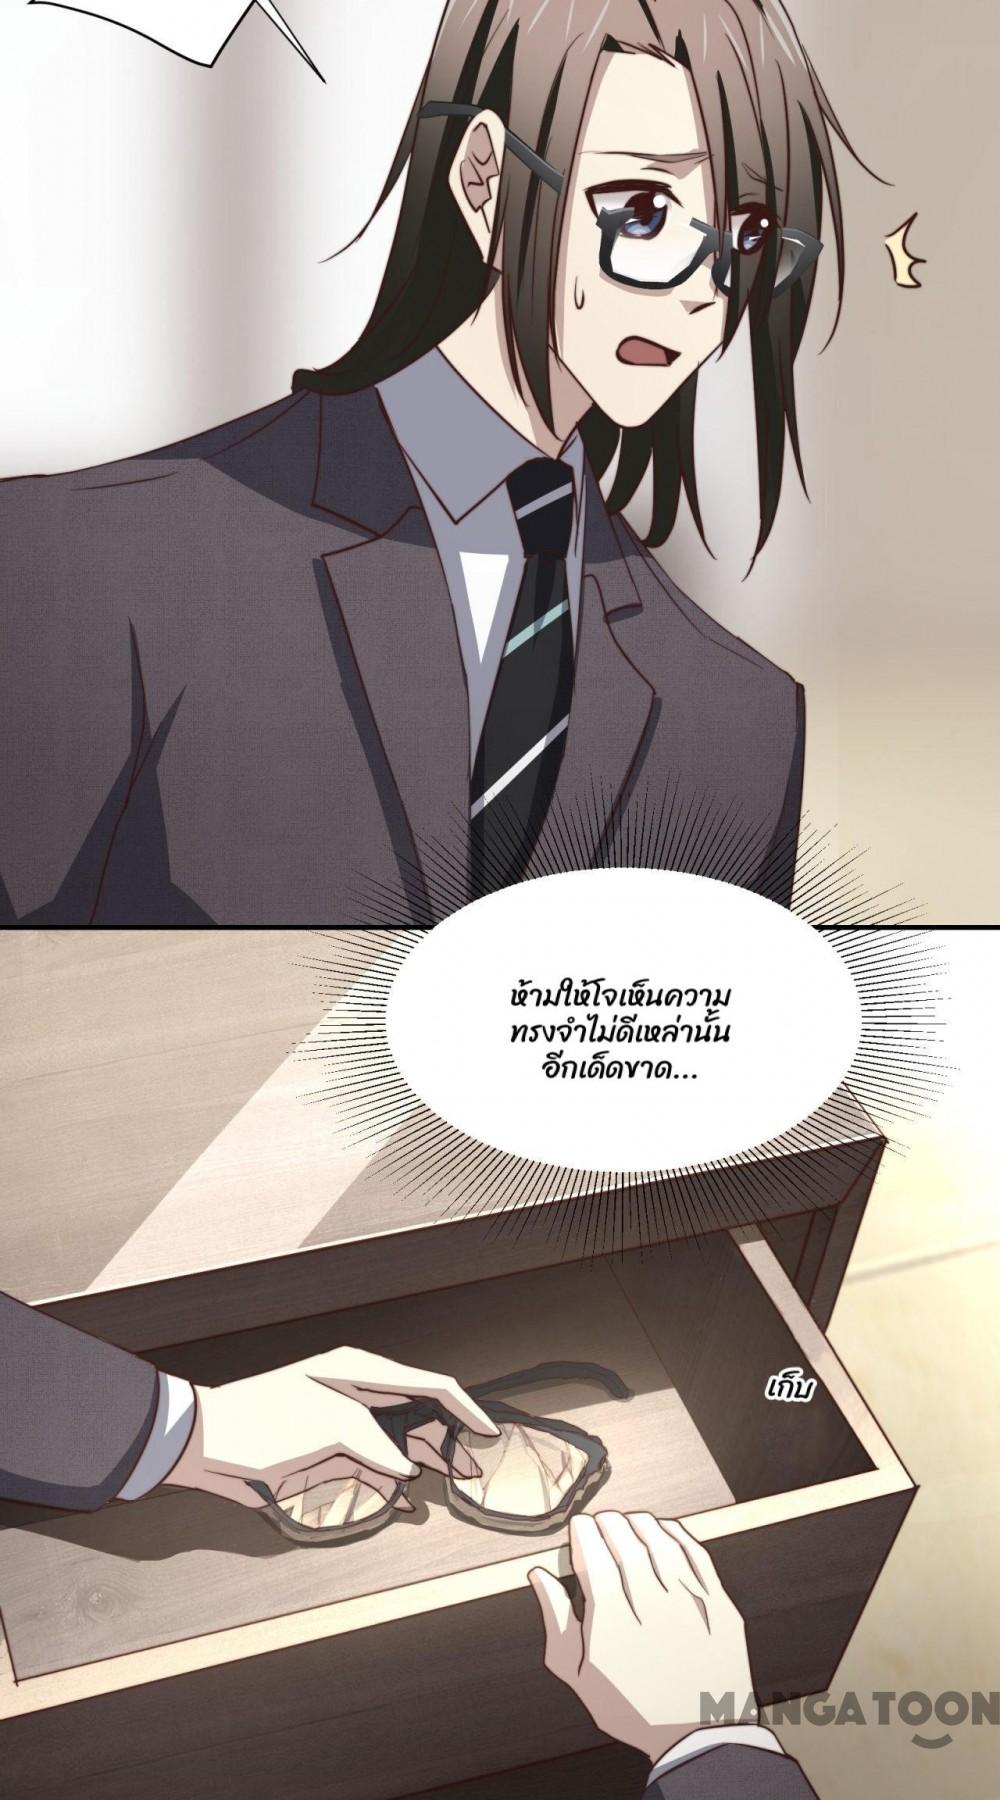 ห้ามให้โจเห็นความ
ทรงจำไม่ดีเหล่านั้น
อีกเด็ดขาด...
เก็บ
MANGATOON